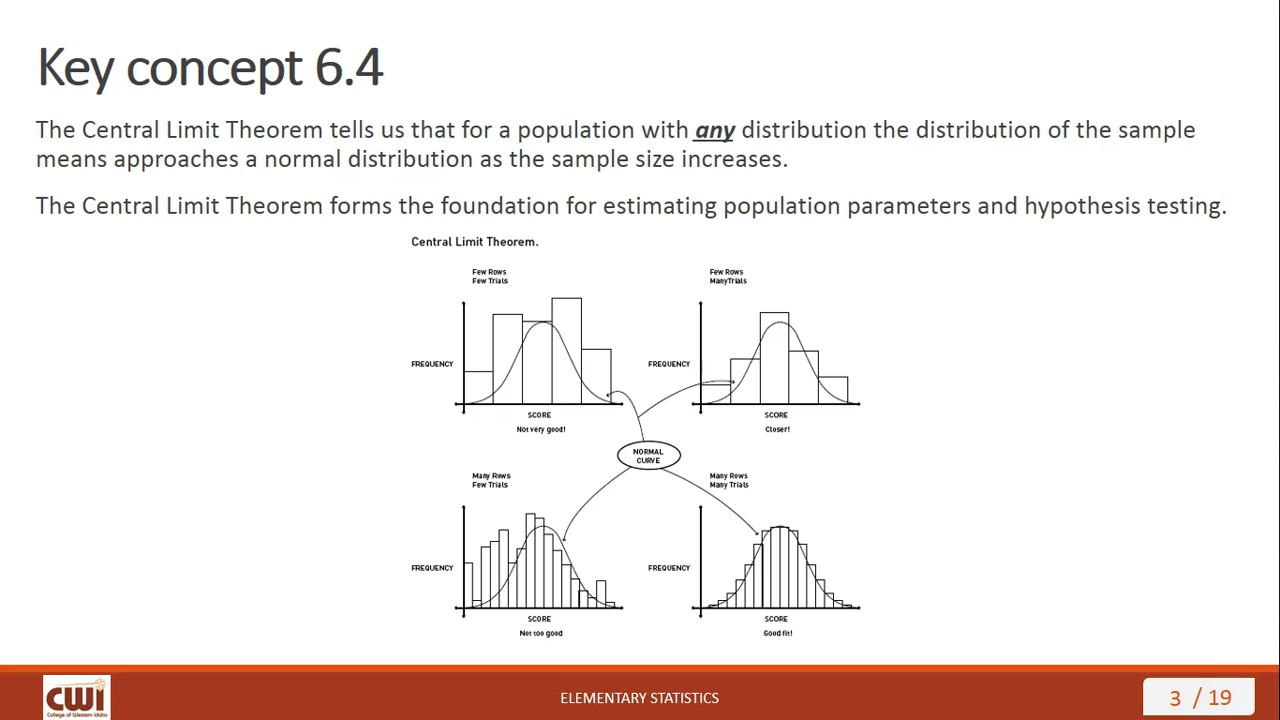 Key concept 6.4
The Central Limit Theorem tells us that for a population with any distribution the distribution of the sample
means approaches a normal distribution as the sample size increases.
The Central Limit Theorem forms the foundation for estimating population parameters and hypothesis testing.
Central Limit Theorem.
Few Rows
Few Trials
FREQUENCY
SCORE
Not very good!
Few Rows
ManyTrials
FREQUENCY
SCORE
Closer!
NORMAL
CURVE
Many Rows
Few Trials
FREQUENCY
SCORE
Not too good
Many Rows
Many Trials
FREQUENCY
SCORE
Good fit!
CWI
College of Western Idaho
ELEMENTARY STATISTICS
3 / 19